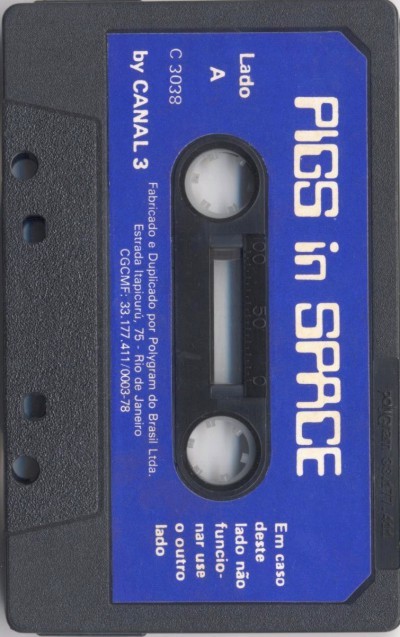 PIGS in SPACE
Lado
A
C 3038
by CANAL 3
100 50 0
Em caso
deste
lado não
funcio-
nar use
o outro
lado
Fabricado e Duplicado por Polygram do Brasil Ltda.
Estrada Itapicurú, 75 - Rio de Janeiro
CGCMF: 33.177.411/0003-78